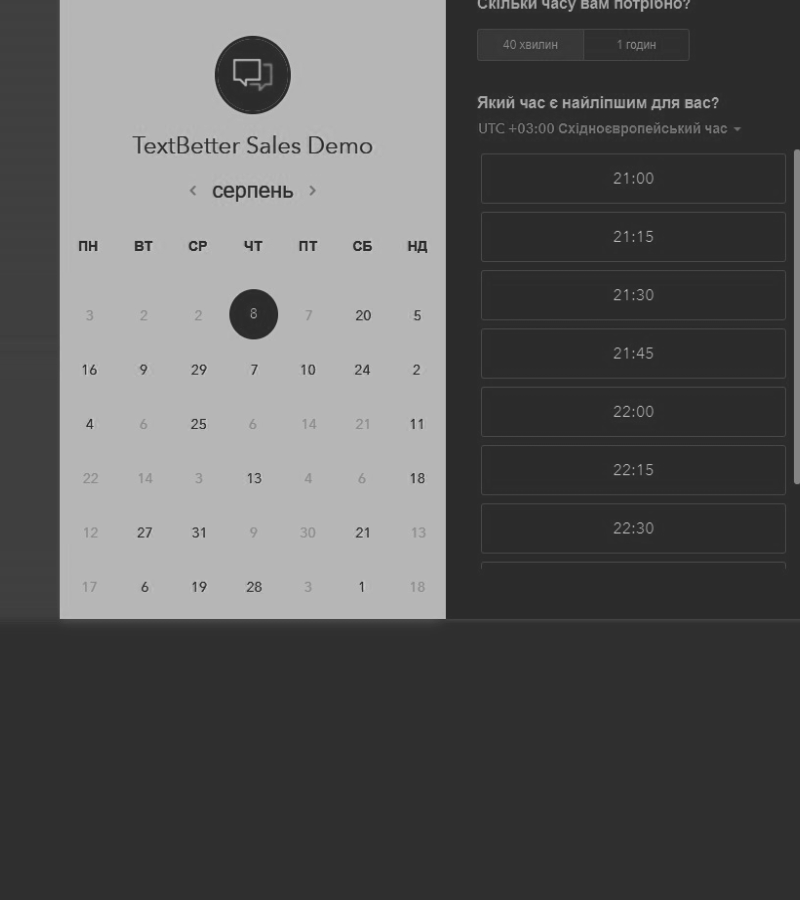 TextBetter Sales Demo
серпень
ПН ВТ СР ЧТ ПТ СБ НД
3 2 2 8 7 20 5
16 9 29 7 10 24 2
4 6 25 6 14 21 11
22 14 3 13 4 6 18
12 27 31 9 30 21 13
17 6 19 28 3 1 18
Скільки часу вам потрібно?
40 хвилин 1 годин
Який час є найліпшим для вас?
UTC +03:00 Східноєвропейський час
21:00
21:15
21:30
21:45
22:00
22:15
22:30